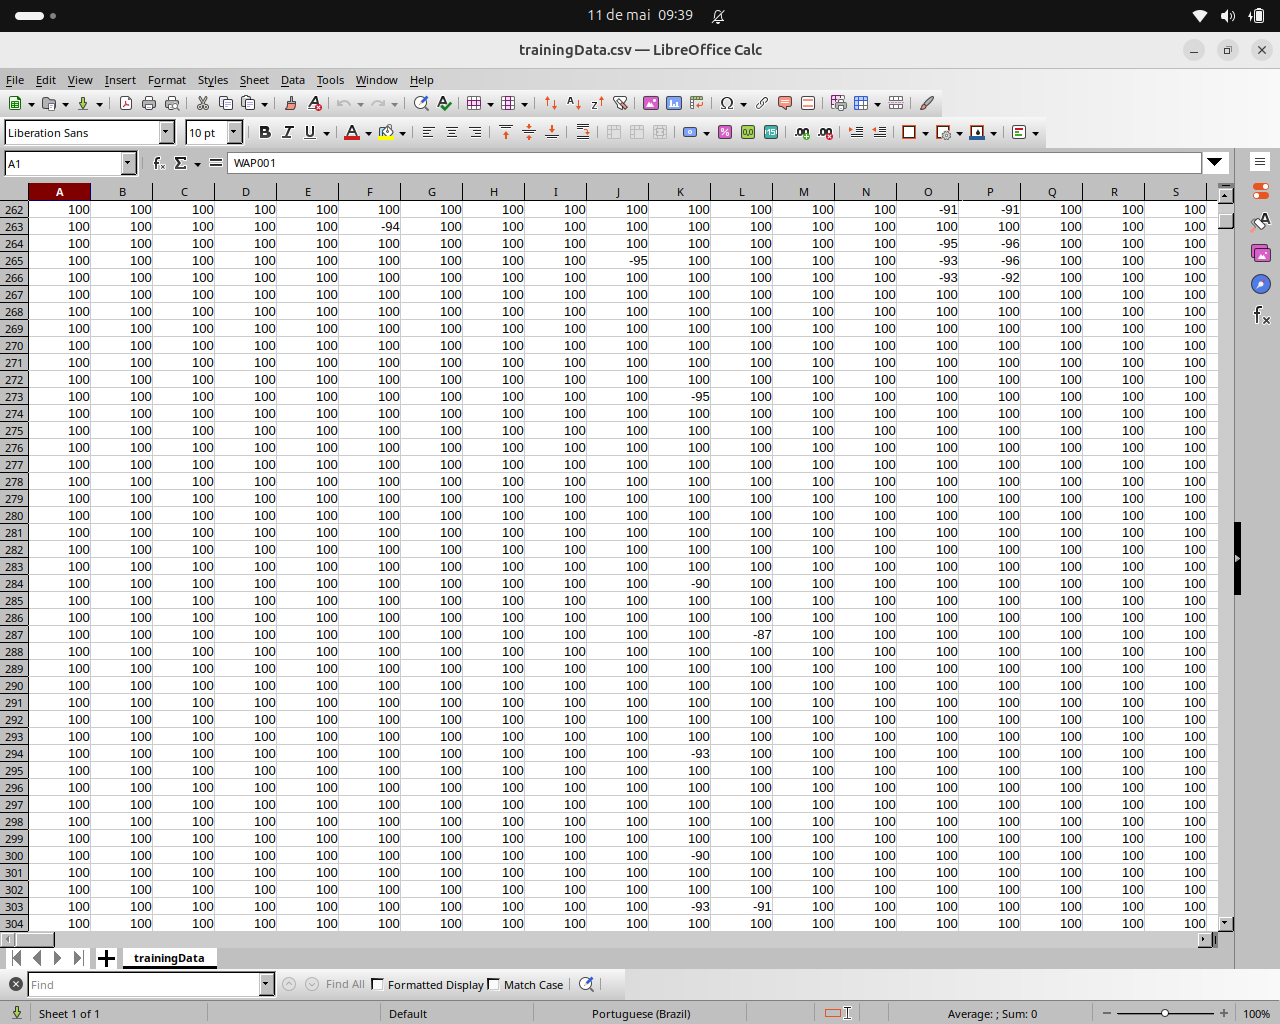 11 de mai 09:39
trainingData.csv — LibreOffice Calc
File Edit View Insert Format Styles Sheet Data Tools Window Help
Liberation Sans 10 pt
A1 WAP001
A B C D E F G H I J K L M N O P Q R S
262 100 100 100 100 100 100 100 100 100 100 100 100 100 100 -91 -91 100 100 100
263 100 100 100 100 100 -94 100 100 100 100 100 100 100 100 100 100 100 100 100
264 100 100 100 100 100 100 100 100 100 100 100 100 100 100 -95 -96 100 100 100
265 100 100 100 100 100 100 100 100 100 -95 100 100 100 100 -93 -96 100 100 100
266 100 100 100 100 100 100 100 100 100 100 100 100 100 100 -93 -92 100 100 100
267 100 100 100 100 100 100 100 100 100 100 100 100 100 100 100 100 100 100 100
268 100 100 100 100 100 100 100 100 100 100 100 100 100 100 100 100 100 100 100
269 100 100 100 100 100 100 100 100 100 100 100 100 100 100 100 100 100 100 100
270 100 100 100 100 100 100 100 100 100 100 100 100 100 100 100 100 100 100 100
271 100 100 100 100 100 100 100 100 100 100 100 100 100 100 100 100 100 100 100
272 100 100 100 100 100 100 100 100 100 100 100 100 100 100 100 100 100 100 100
273 100 100 100 100 100 100 100 100 100 100 -95 100 100 100 100 100 100 100 100
274 100 100 100 100 100 100 100 100 100 100 100 100 100 100 100 100 100 100 100
275 100 100 100 100 100 100 100 100 100 100 100 100 100 100 100 100 100 100 100
276 100 100 100 100 100 100 100 100 100 100 100 100 100 100 100 100 100 100 100
277 100 100 100 100 100 100 100 100 100 100 100 100 100 100 100 100 100 100 100
278 100 100 100 100 100 100 100 100 100 100 100 100 100 100 100 100 100 100 100
279 100 100 100 100 100 100 100 100 100 100 100 100 100 100 100 100 100 100 100
280 100 100 100 100 100 100 100 100 100 100 100 100 100 100 100 100 100 100 100
281 100 100 100 100 100 100 100 100 100 100 100 100 100 100 100 100 100 100 100
282 100 100 100 100 100 100 100 100 100 100 100 100 100 100 100 100 100 100 100
283 100 100 100 100 100 100 100 100 100 100 100 100 100 100 100 100 100 100 100
284 100 100 100 100 100 100 100 100 100 100 -90 100 100 100 100 100 100 100 100
285 100 100 100 100 100 100 100 100 100 100 100 100 100 100 100 100 100 100 100
286 100 100 100 100 100 100 100 100 100 100 100 100 100 100 100 100 100 100 100
287 100 100 100 100 100 100 100 100 100 100 100 -87 100 100 100 100 100 100 100
288 100 100 100 100 100 100 100 100 100 100 100 100 100 100 100 100 100 100 100
289 100 100 100 100 100 100 100 100 100 100 100 100 100 100 100 100 100 100 100
290 100 100 100 100 100 100 100 100 100 100 100 100 100 100 100 100 100 100 100
291 100 100 100 100 100 100 100 100 100 100 100 100 100 100 100 100 100 100 100
292 100 100 100 100 100 100 100 100 100 100 100 100 100 100 100 100 100 100 100
293 100 100 100 100 100 100 100 100 100 100 100 100 100 100 100 100 100 100 100
294 100 100 100 100 100 100 100 100 100 100 -93 100 100 100 100 100 100 100 100
295 100 100 100 100 100 100 100 100 100 100 100 100 100 100 100 100 100 100 100
296 100 100 100 100 100 100 100 100 100 100 100 100 100 100 100 100 100 100 100
297 100 100 100 100 100 100 100 100 100 100 100 100 100 100 100 100 100 100 100
298 100 100 100 100 100 100 100 100 100 100 100 100 100 100 100 100 100 100 100
299 100 100 100 100 100 100 100 100 100 100 100 100 100 100 100 100 100 100 100
300 100 100 100 100 100 100 100 100 100 100 -90 100 100 100 100 100 100 100 100
301 100 100 100 100 100 100 100 100 100 100 100 100 100 100 100 100 100 100 100
302 100 100 100 100 100 100 100 100 100 100 100 100 100 100 100 100 100 100 100
303 100 100 100 100 100 100 100 100 100 100 -93 -91 100 100 100 100 100 100 100
304 100 100 100 100 100 100 100 100 100 100 100 100 100 100 100 100 100 100 100
trainingData
Find Find All Formatted Display Match Case
Sheet 1 of 1 Default Portuguese (Brazil) Average: ; Sum: 0 100%